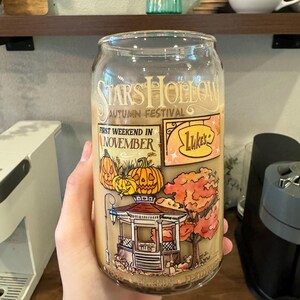 STARS HOLLOW
AUTUMN FESTIVAL
FIRST WEEKEND IN
NOVEMBER
Luke's